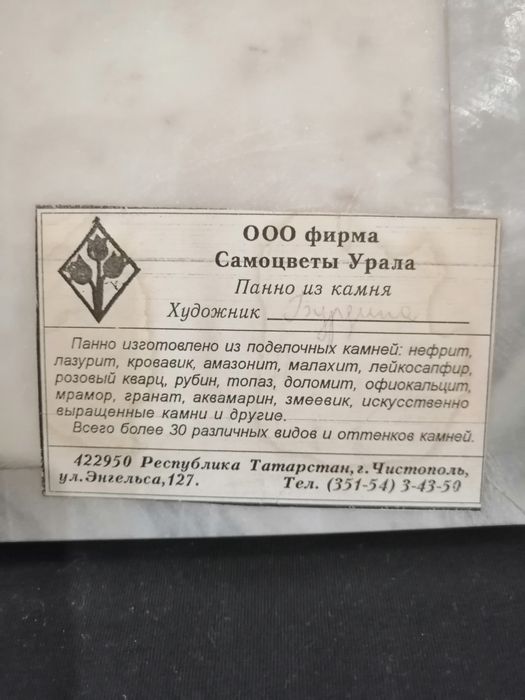 ООО фирма
Самоцветы Урала
Панно из камня
Художник
Панно изготовлено из поделочных камней: нефрит,
лазурит, кровавик, амазонит, малахит, лейкосапфир,
розовый кварц, рубин, топаз, доломит, офиокальцит,
мрамор, гранат, аквамарин, змеевик, искусственно
выращенные камни и другие.
Всего более 30 различных видов и оттенков камней.
422950 Республика Татарстан, г. Чистополь,
ул.Энгельса,127. Тел. (351-54) 3-43-59